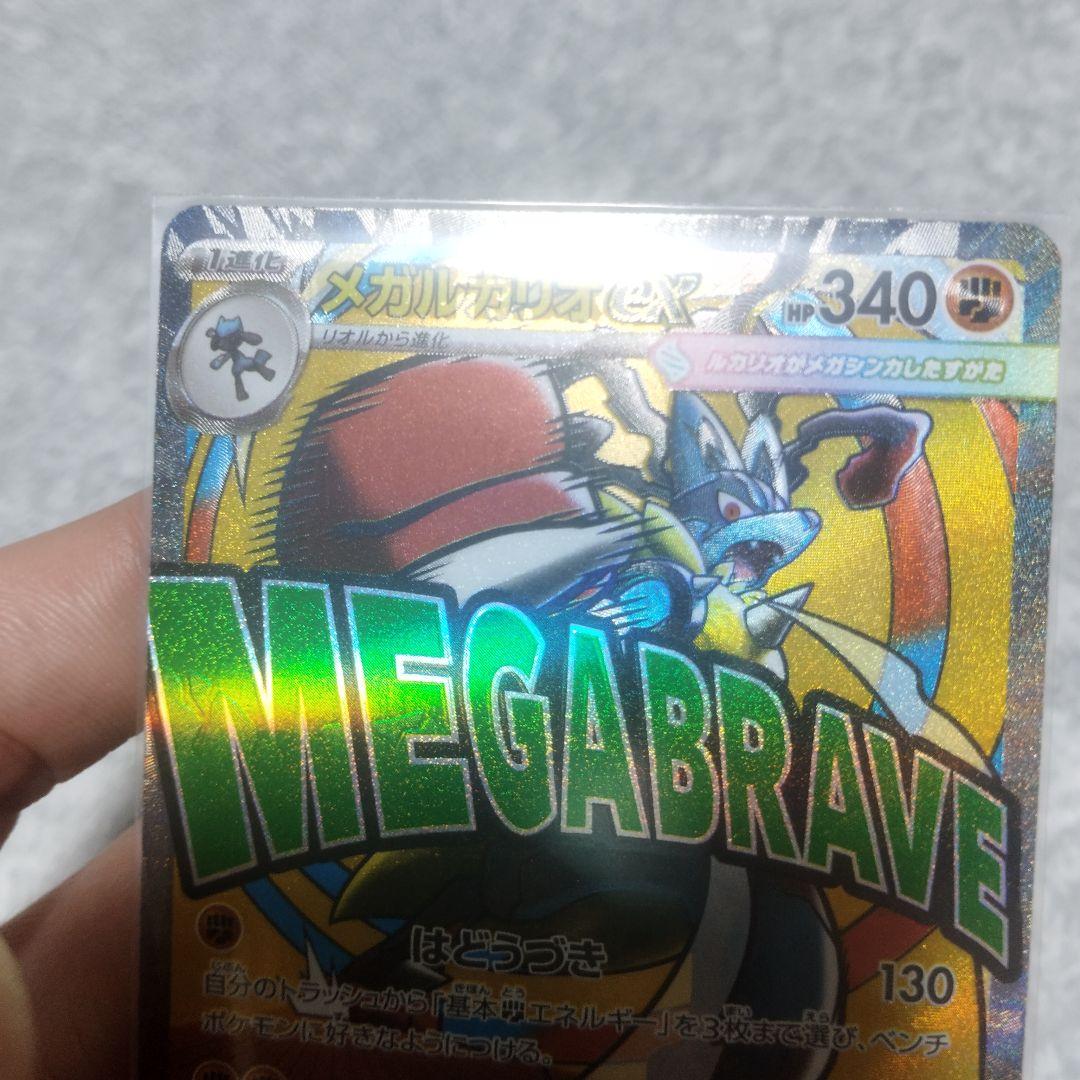 1進化
メガルカリオex
HP340
リオルから進化
ルカリオがメガシンカしたすがた
MEGABRAVE
はどうづき 130
自分のトラッシュから「基本エネルギー」を3枚まで選び、ベンチ
ポケモンに好きなようにつける。